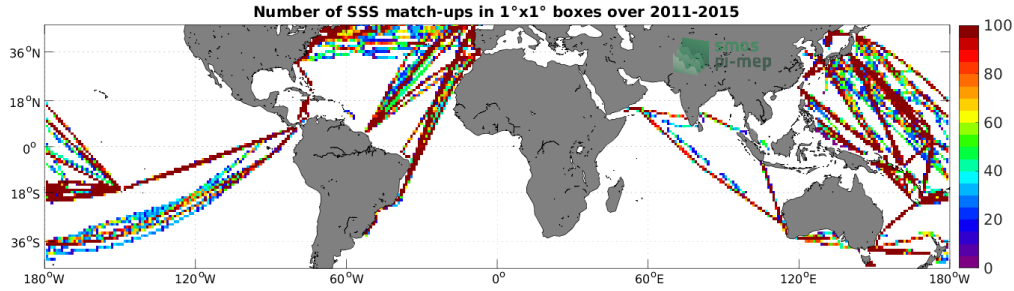 Number of SSS match-ups in 1°x1° boxes over 2011-2015
smos
pi-mep
36°N
18°N
0°
18°S
36°S
180°W
120°W
60°W
0°
60°E
120°E
180°W
100
80
60
40
20
0